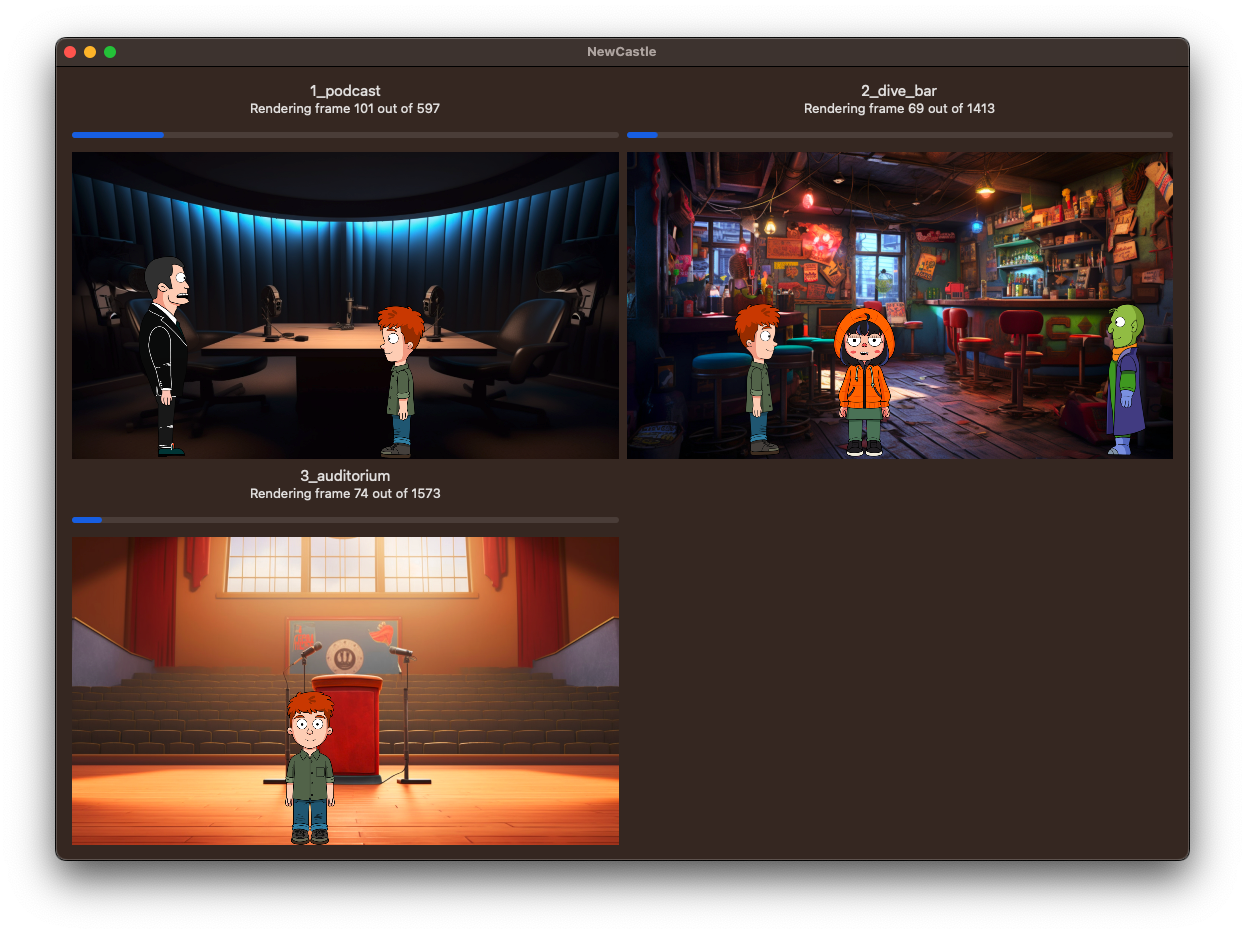 NewCastle
1_podcast
Rendering frame 101 out of 597
2_dive_bar
Rendering frame 69 out of 1413
3_auditorium
Rendering frame 74 out of 1573